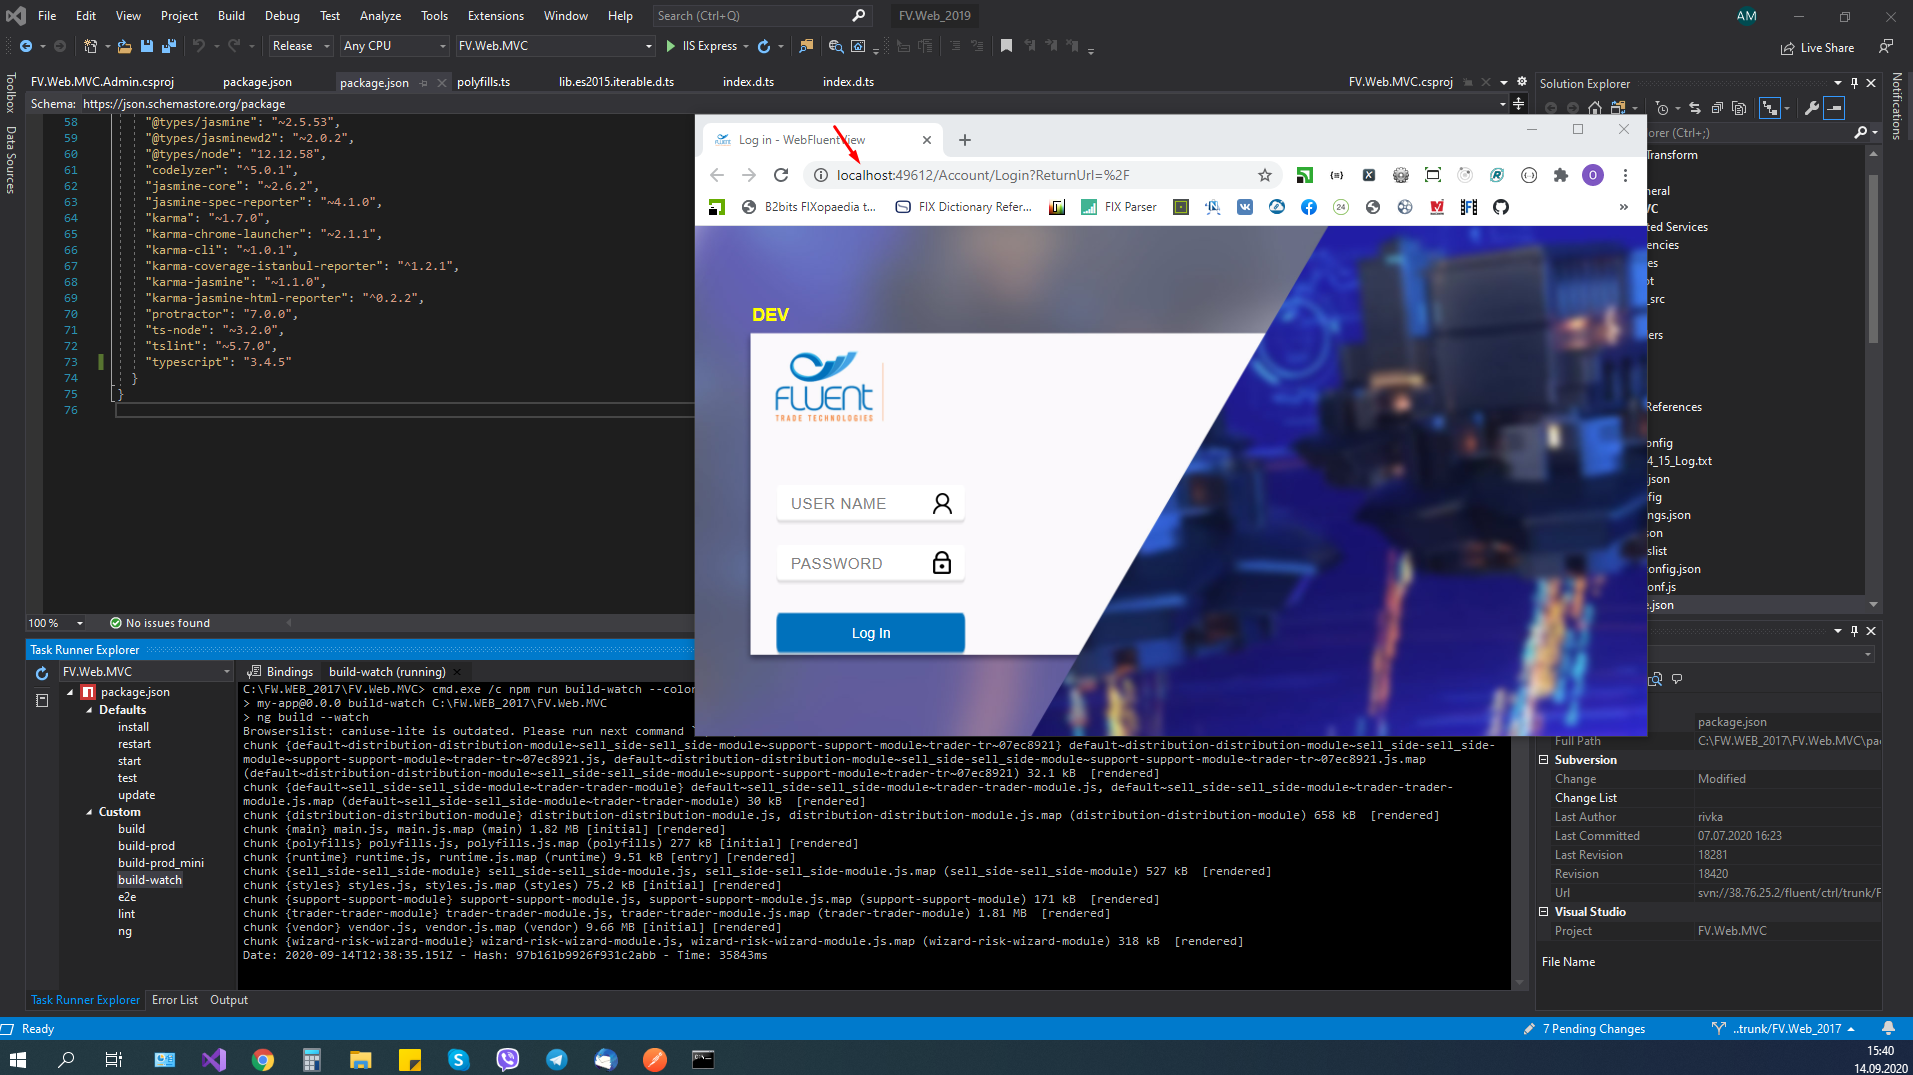 File Edit View Project Build Debug Test Analyze Tools Extensions Window Help Search (Ctrl+Q) FV.Web_2019 AM
Release Any CPU FV.Web.MVC IIS Express Live Share
FV.Web.MVC.Admin.csproj package.json package.json polyfills.ts lib.es2015.iterable.d.ts index.d.ts index.d.ts FV.Web.MVC.csproj
Schema: https://json.schemastore.org/package
Toolbox
Data Sources
58 "@types/jasmine": "~2.5.53",
59 "@types/jasminewd2": "~2.0.2",
60 "@types/node": "12.12.58",
61 "codelyzer": "^5.0.1",
62 "jasmine-core": "~2.6.2",
63 "jasmine-spec-reporter": "~4.1.0",
64 "karma": "~1.7.0",
65 "karma-chrome-launcher": "~2.1.1",
66 "karma-cli": "~1.0.1",
67 "karma-coverage-istanbul-reporter": "^1.2.1",
68 "karma-jasmine": "~1.1.0",
69 "karma-jasmine-html-reporter": "^0.2.2",
70 "protractor": "7.0.0",
71 "ts-node": "~3.2.0",
72 "tslint": "~5.7.0",
73 "typescript": "3.4.5"
74 }
75 }
76
100 % No issues found
Log in - WebFluentView
localhost:49612/Account/Login?ReturnUrl=%2F
O
B2bits FIXopaedia t... FIX Dictionary Refer... FIX Parser 24 »
DEV
FLUENT
TRADE TECHNOLOGIES
USER NAME
PASSWORD
Log In
Solution Explorer
Notifications
orer (Ctrl+;)
Transform
neral
VC
ted Services
encies
es
ot
_src
ers
References
onfig
4_15_Log.txt
.json
fig
ngs.json
son
slist
onfig.json
onf.js
e.json
Task Runner Explorer
FV.Web.MVC
package.json
Defaults
install
restart
start
test
update
Custom
build
build-prod
build-prod_mini
build-watch
e2e
lint
ng
Bindings build-watch (running)
C:\FW.WEB_2017\FV.Web.MVC> cmd.exe /c npm run build-watch --color
> my-app@0.0.0 build-watch C:\FW.WEB_2017\FV.Web.MVC
> ng build --watch
Browserslist: caniuse-lite is outdated. Please run next command
chunk {default~distribution-distribution-module~sell_side-sell_side-module~support-support-module~trader-tr~07ec8921} default~distribution-distribution-module~sell_side-sell_side-
module~support-support-module~trader-tr~07ec8921.js, default~distribution-distribution-module~sell_side-sell_side-module~support-support-module~trader-tr~07ec8921.js.map
(default~distribution-distribution-module~sell_side-sell_side-module~support-support-module~trader-tr~07ec8921) 32.1 kB [rendered]
chunk {default~sell_side-sell_side-module~trader-trader-module} default~sell_side-sell_side-module~trader-trader-module.js, default~sell_side-sell_side-module~trader-trader-
module.js.map (default~sell_side-sell_side-module~trader-trader-module) 30 kB [rendered]
chunk {distribution-distribution-module} distribution-distribution-module.js, distribution-distribution-module.js.map (distribution-distribution-module) 658 kB [rendered]
chunk {main} main.js, main.js.map (main) 1.82 MB [initial] [rendered]
chunk {polyfills} polyfills.js, polyfills.js.map (polyfills) 277 kB [initial] [rendered]
chunk {runtime} runtime.js, runtime.js.map (runtime) 9.51 kB [entry] [rendered]
chunk {sell_side-sell_side-module} sell_side-sell_side-module.js, sell_side-sell_side-module.js.map (sell_side-sell_side-module) 527 kB [rendered]
chunk {styles} styles.js, styles.js.map (styles) 75.2 kB [initial] [rendered]
chunk {support-support-module} support-support-module.js, support-support-module.js.map (support-support-module) 171 kB [rendered]
chunk {trader-trader-module} trader-trader-module.js, trader-trader-module.js.map (trader-trader-module) 1.81 MB [rendered]
chunk {vendor} vendor.js, vendor.js.map (vendor) 9.66 MB [initial] [rendered]
chunk {wizard-risk-wizard-module} wizard-risk-wizard-module.js, wizard-risk-wizard-module.js.map (wizard-risk-wizard-module) 318 kB [rendered]
Date: 2020-09-14T12:38:35.151Z - Hash: 97b161b9926f931c2abb - Time: 35843ms
package.json
Full Path C:\FW.WEB_2017\FV.Web.MVC\pac
Subversion
Change Modified
Change List
Last Author rivka
Last Committed 07.07.2020 16:23
Last Revision 18281
Revision 18420
Url svn://38.76.25.2/fluent/ctrl/trunk/F
Visual Studio
Project FV.Web.MVC
File Name
Task Runner Explorer Error List Output
Ready 7 Pending Changes ..trunk/FV.Web_2017
15:40
14.09.2020